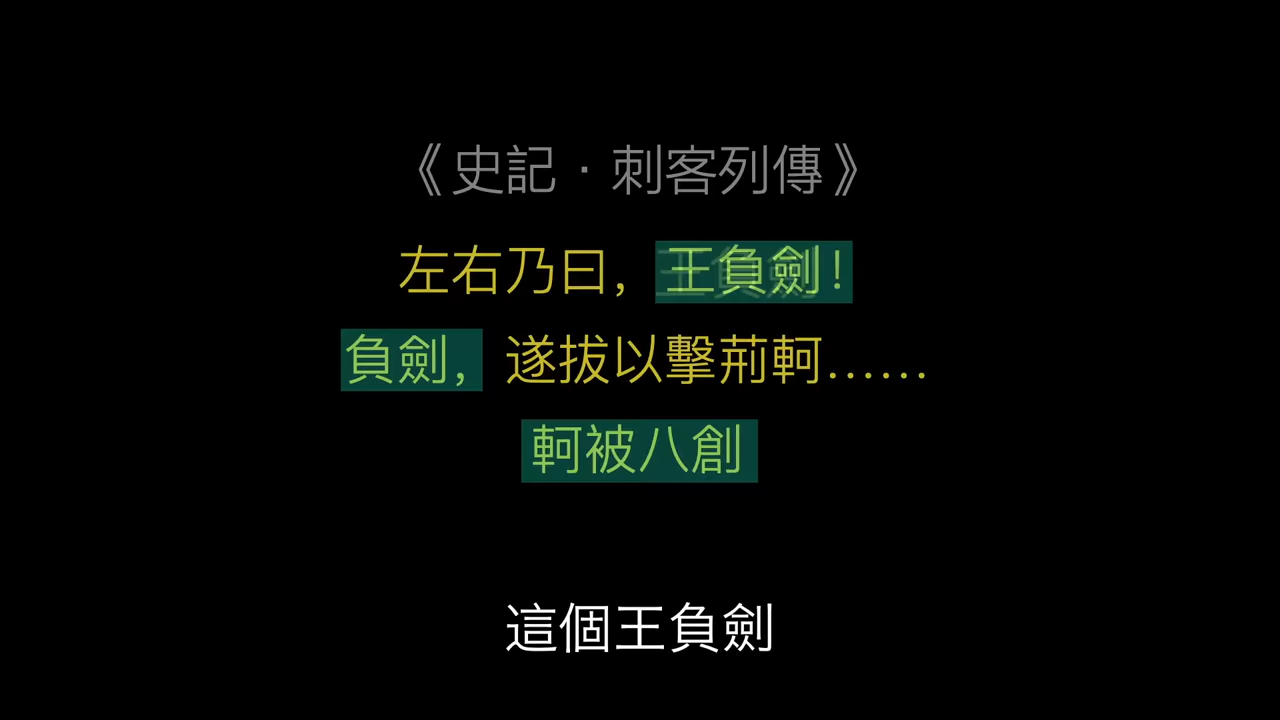 《史記·刺客列傳》
左右乃曰，王負劍！
負劍，遂拔以擊荊軻……
軻被八創
這個王負劍